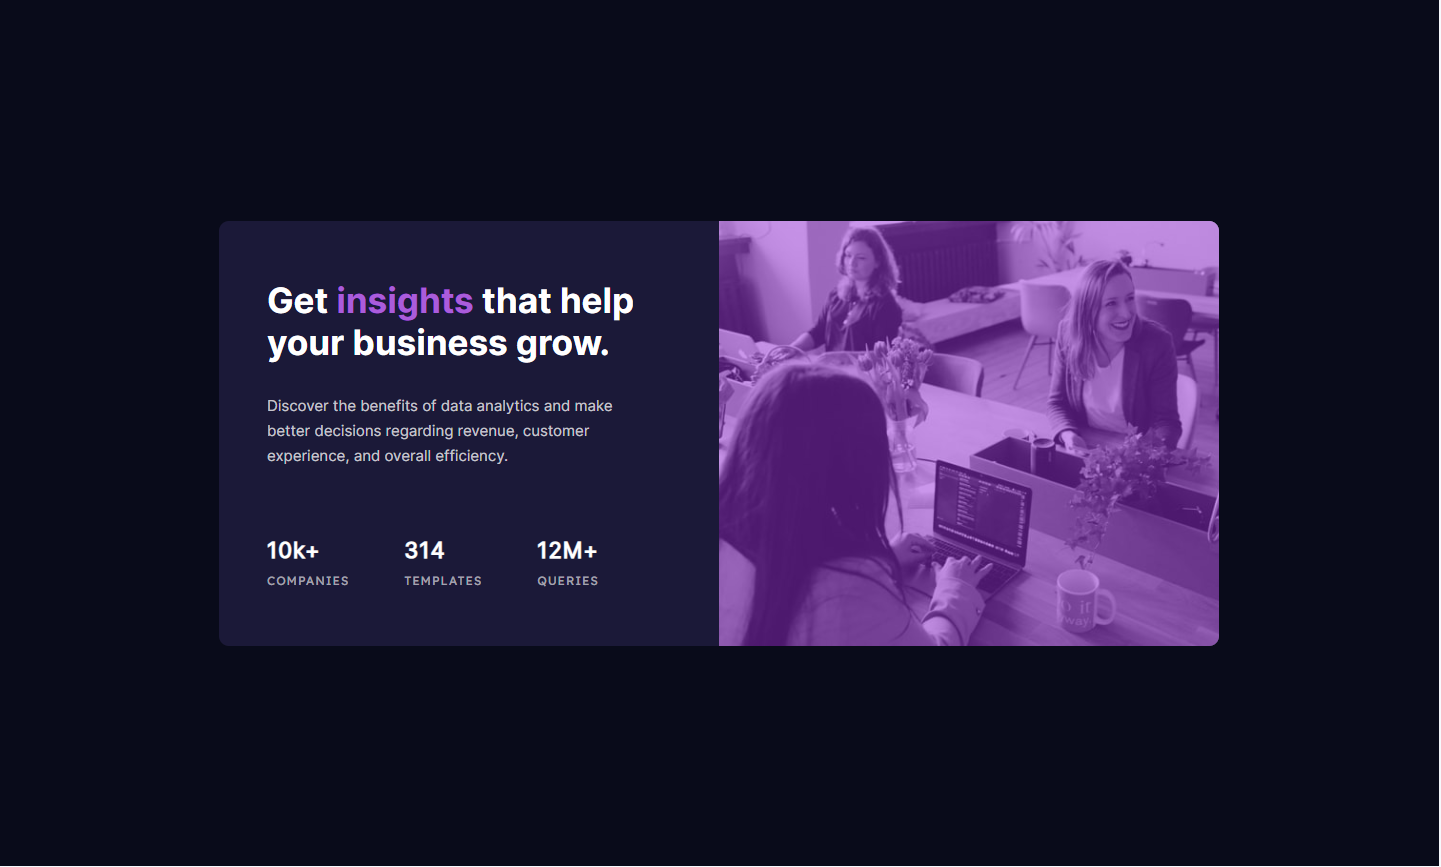 Get insights that help
your business grow.
Discover the benefits of data analytics and make
better decisions regarding revenue, customer
experience, and overall efficiency.
10k+ 314 12M+
COMPANIES TEMPLATES QUERIES